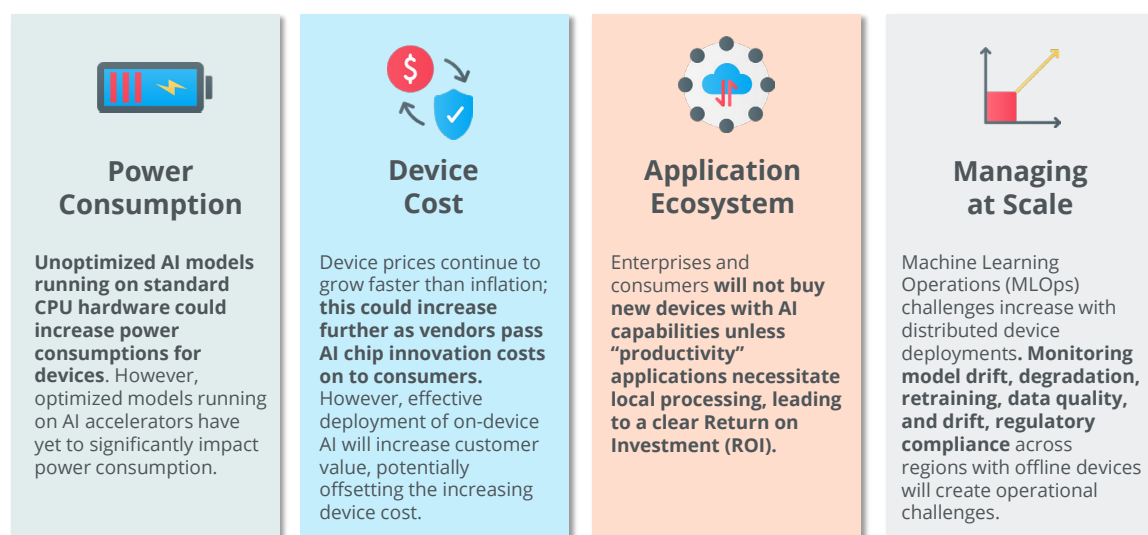 Power
Consumption
Unoptimized AI models
running on standard
CPU hardware could
increase power
consumptions for
devices. However,
optimized models running
on AI accelerators have
yet to significantly impact
power consumption.
$
Device
Cost
Device prices continue to
grow faster than inflation;
this could increase
further as vendors pass
AI chip innovation costs
on to consumers.
However, effective
deployment of on-device
AI will increase customer
value, potentially
offsetting the increasing
device cost.
Application
Ecosystem
Enterprises and
consumers will not buy
new devices with AI
capabilities unless
“productivity”
applications necessitate
local processing, leading
to a clear Return on
Investment (ROI).
Managing
at Scale
Machine Learning
Operations (MLOps)
challenges increase with
distributed device
deployments. Monitoring
model drift, degradation,
retraining, data quality,
and drift, regulatory
compliance across
regions with offline devices
will create operational
challenges.